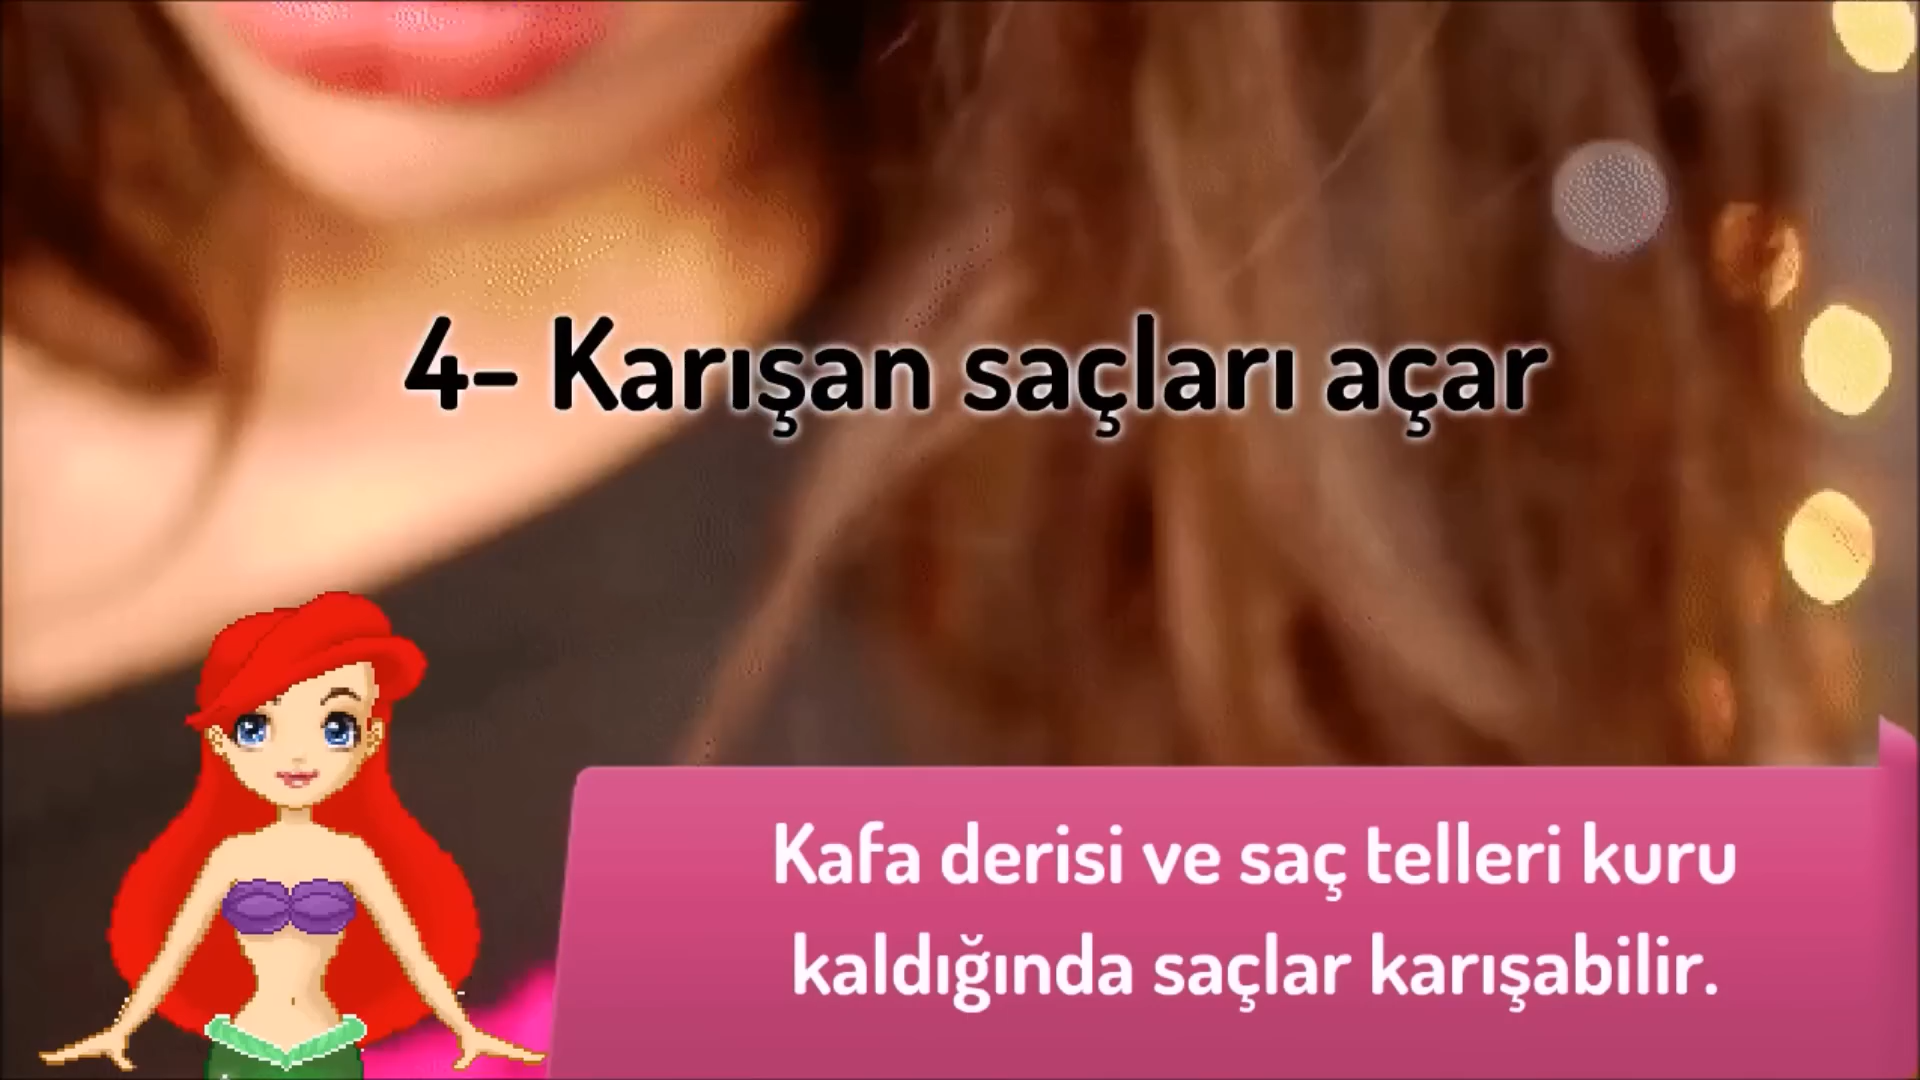 4- Karışan saçları açar
Kafa derisi ve saç telleri kuru
kaldığında saçlar karışabilir.